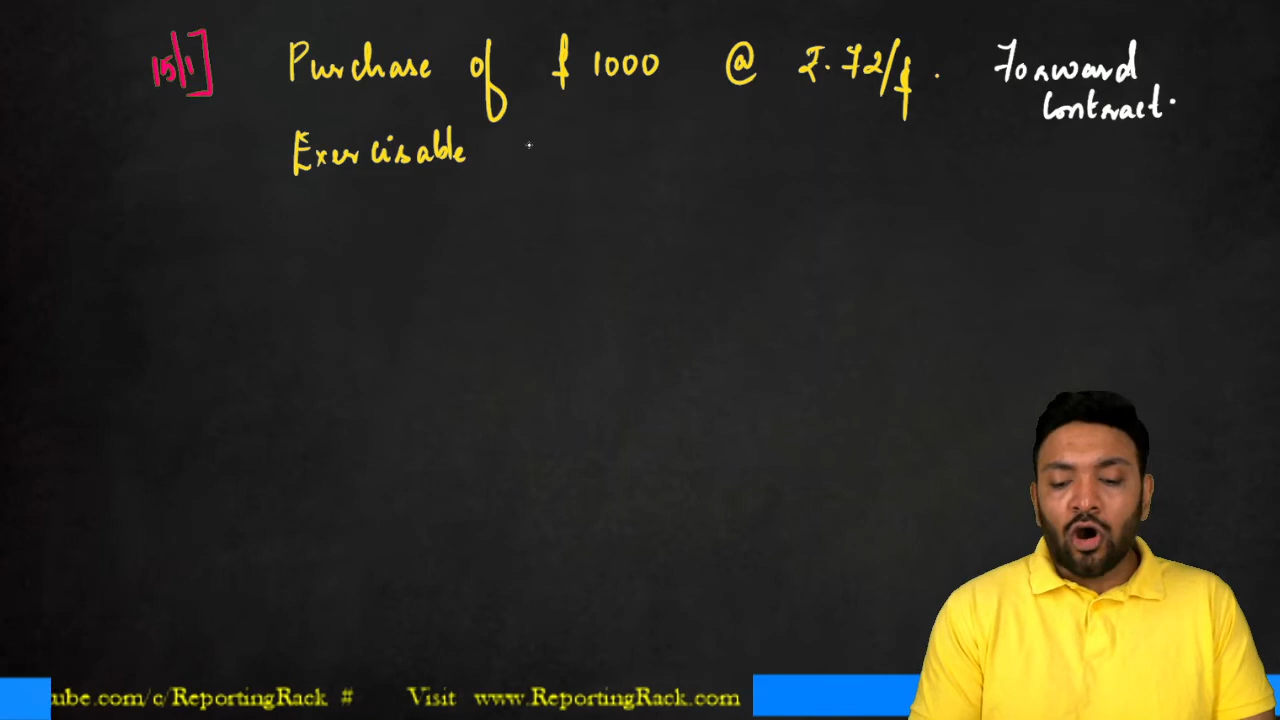 15/1] Purchase of $ 1000 @ ₹.72/$. Forward
contract.
Exercisable
ube.com/c/ReportingRack # Visit www.ReportingRack.com